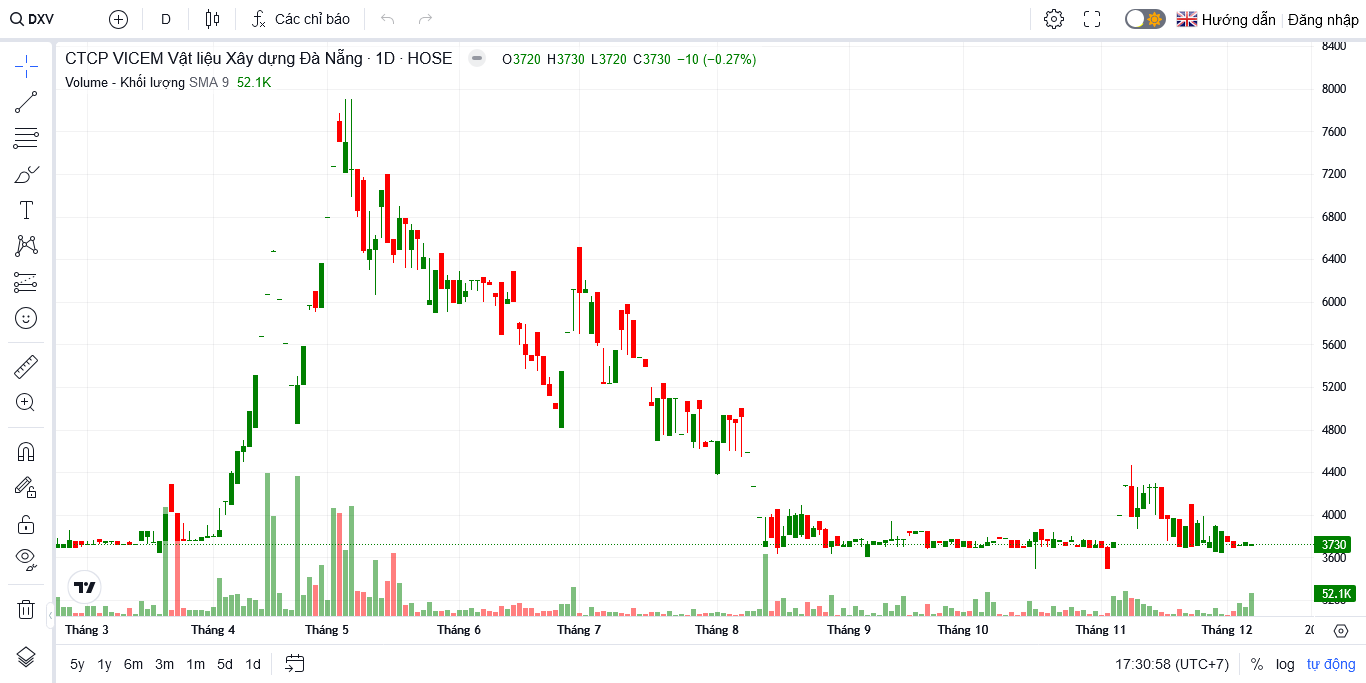 DXV D Các chỉ báo Hướng dẫn Đăng nhập
CTCP VICEM Vật liệu Xây dựng Đà Nẵng · 1D · HOSE O3720 H3730 L3720 C3730 −10 (−0.27%)
Volume - Khối lượng SMA 9 52.1K
8400
8000
7600
7200
6800
6400
6000
5600
5200
4800
4400
4000
3730
3600
52.1K
Tháng 3 Tháng 4 Tháng 5 Tháng 6 Tháng 7 Tháng 8 Tháng 9 Tháng 10 Tháng 11 Tháng 12
5y 1y 6m 3m 1m 5d 1d 17:30:58 (UTC+7) % log tự động